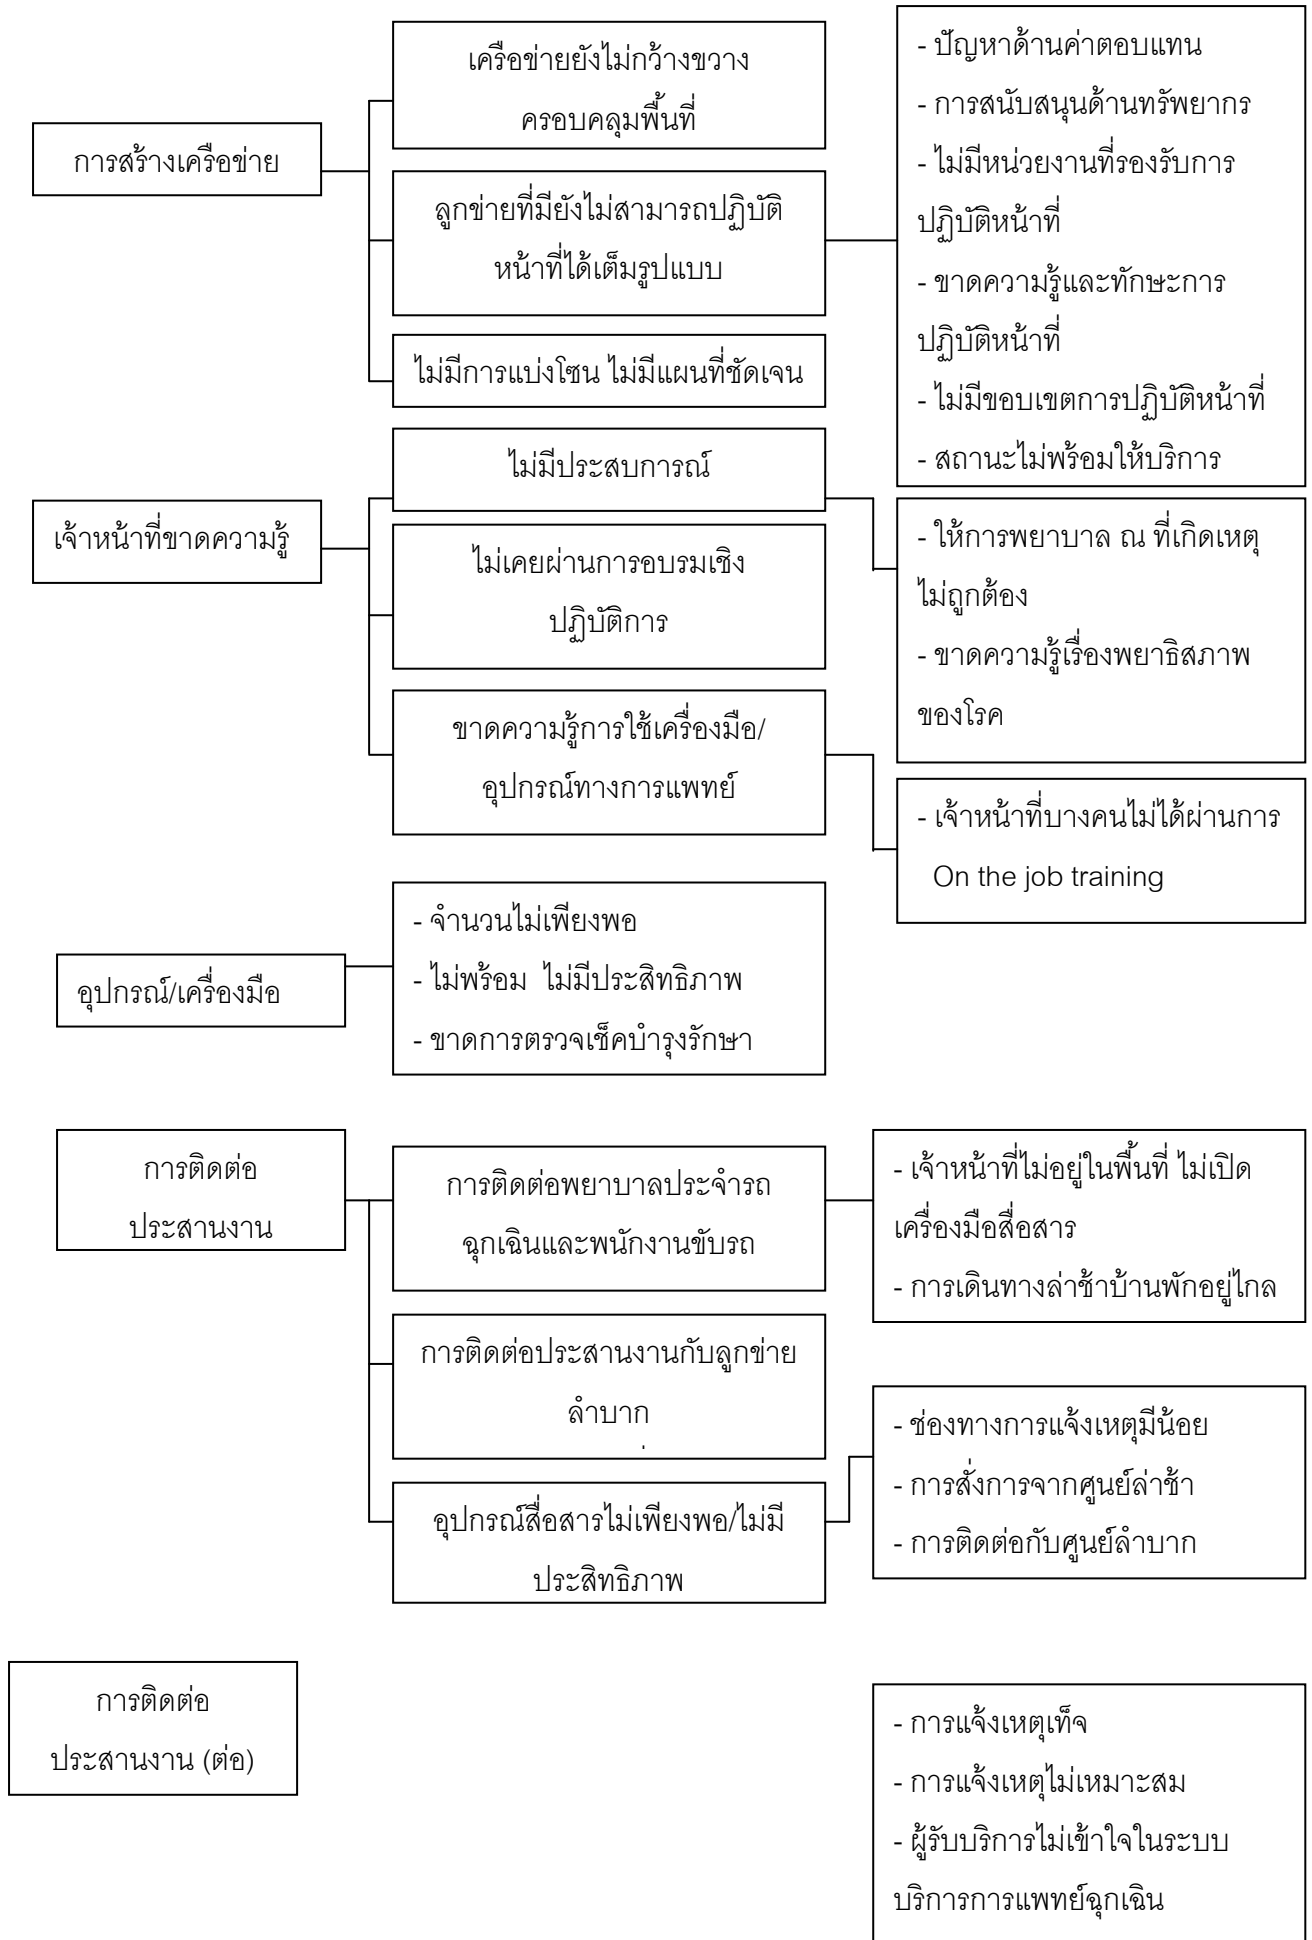 การสร้างเครือข่าย
เครือข่ายยังไม่กว้างขวาง
ครอบคลุมพื้นที่
ลูกข่ายที่มียังไม่สามารถปฏิบัติ
หน้าที่ได้เต็มรูปแบบ
ไม่มีการแบ่งโซน ไม่มีแผนที่ชัดเจน
- ปัญหาด้านค่าตอบแทน
- การสนับสนุนด้านทรัพยากร
- ไม่มีหน่วยงานที่รองรับการ
ปฏิบัติหน้าที่
- ขาดความรู้และทักษะการ
ปฏิบัติหน้าที่
- ไม่มีขอบเขตการปฏิบัติหน้าที่
- สถานะไม่พร้อมให้บริการ
เจ้าหน้าที่ขาดความรู้
ไม่มีประสบการณ์
ไม่เคยผ่านการอบรมเชิง
ปฏิบัติการ
ขาดความรู้การใช้เครื่องมือ/
อุปกรณ์ทางการแพทย์
- ให้การพยาบาล ณ ที่เกิดเหตุ
ไม่ถูกต้อง
- ขาดความรู้เรื่องพยาธิสภาพ
ของโรค
- เจ้าหน้าที่บางคนไม่ได้ผ่านการ
On the job training
อุปกรณ์/เครื่องมือ
- จำนวนไม่เพียงพอ
- ไม่พร้อม ไม่มีประสิทธิภาพ
- ขาดการตรวจเช็คบำรุงรักษา
การติดต่อ
ประสานงาน
การติดต่อพยาบาลประจำรถ
ฉุกเฉินและพนักงานขับรถ
การติดต่อประสานงานกับลูกข่าย
ลำบาก
อุปกรณ์สื่อสารไม่เพียงพอ/ไม่มี
ประสิทธิภาพ
- เจ้าหน้าที่ไม่อยู่ในพื้นที่ ไม่เปิด
เครื่องมือสื่อสาร
- การเดินทางล่าช้าบ้านพักอยู่ไกล
- ช่องทางการแจ้งเหตุมีน้อย
- การสั่งการจากศูนย์ล่าช้า
- การติดต่อกับศูนย์ลำบาก
การติดต่อ
ประสานงาน (ต่อ)
- การแจ้งเหตุเท็จ
- การแจ้งเหตุไม่เหมาะสม
- ผู้รับบริการไม่เข้าใจในระบบ
บริการการแพทย์ฉุกเฉิน